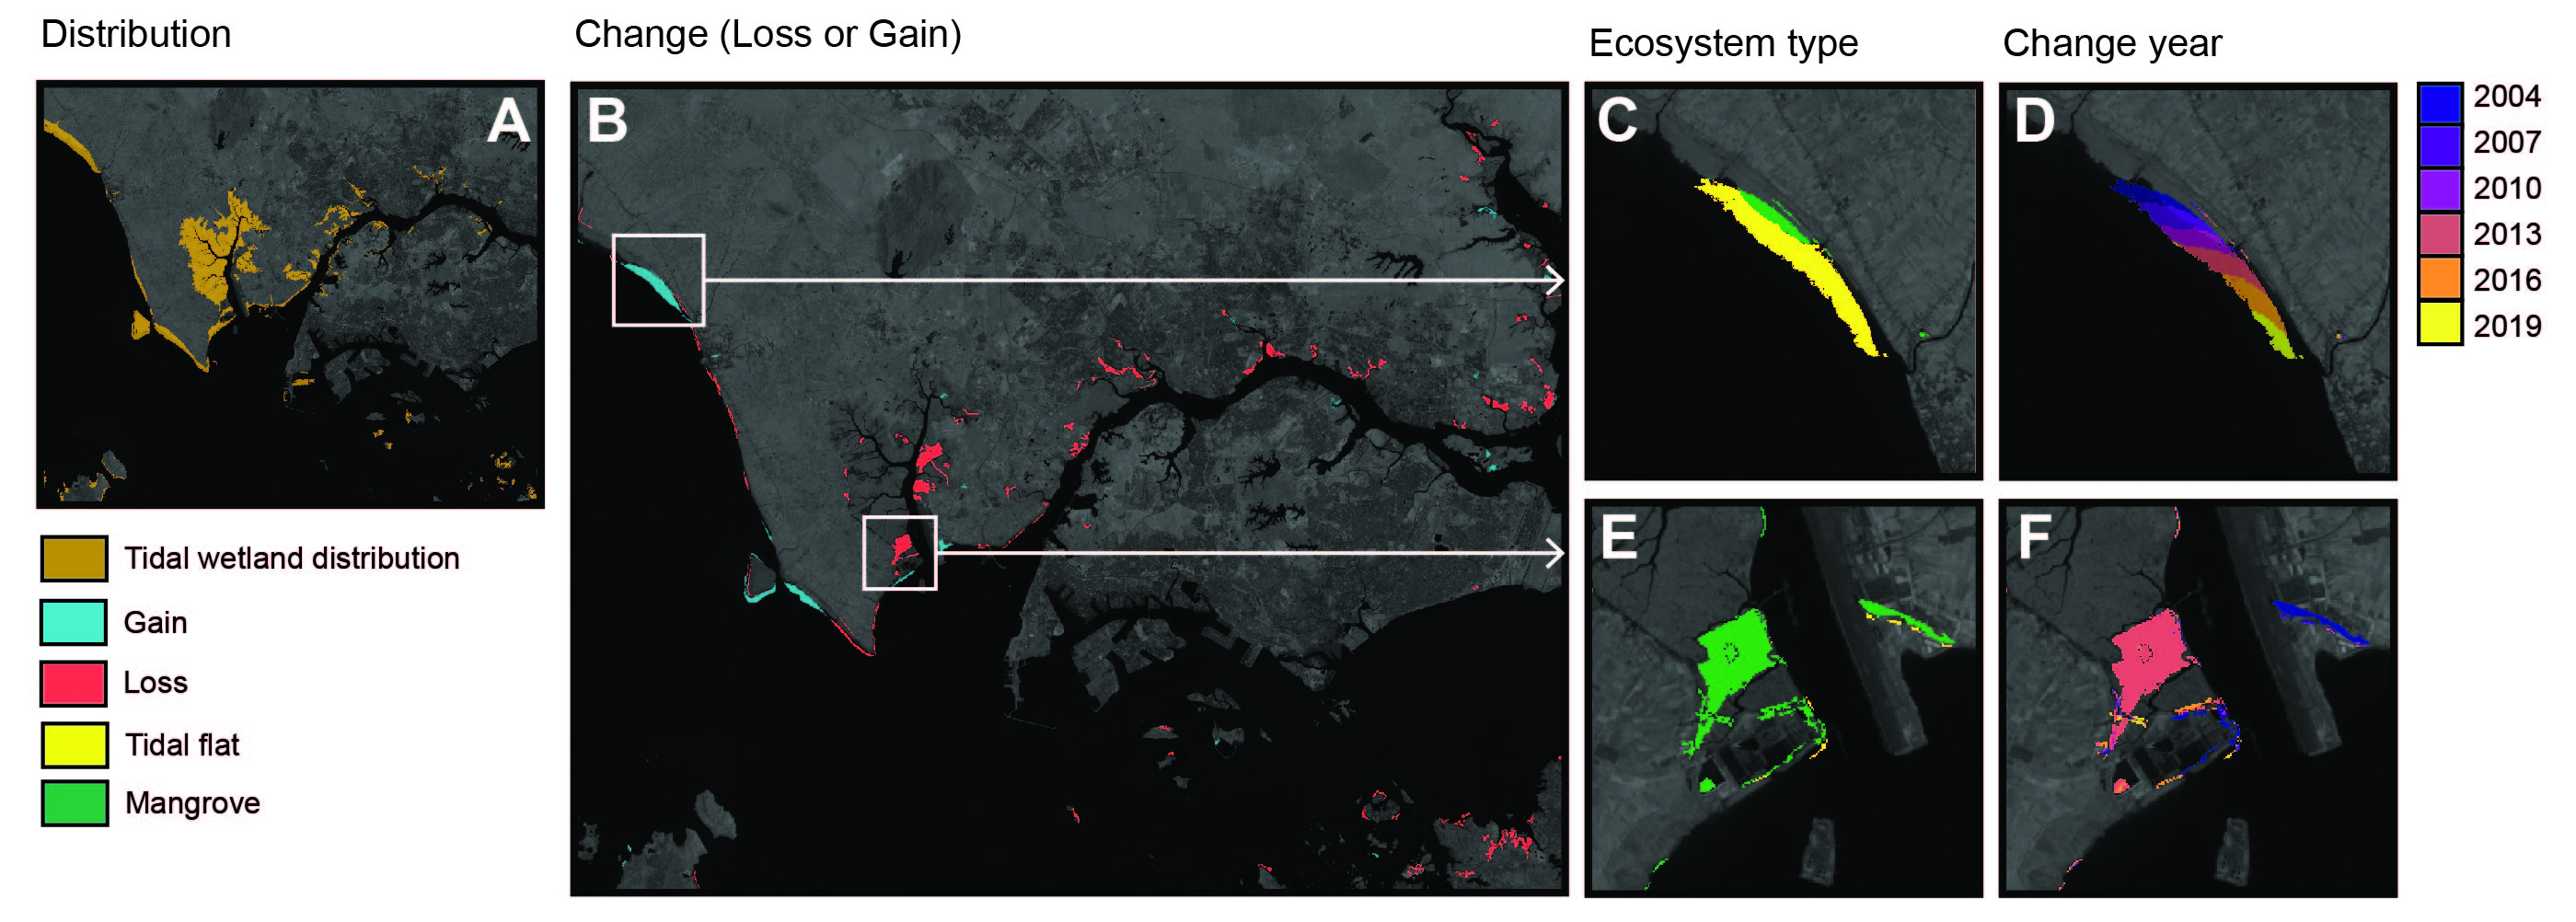 Distribution
Change (Loss or Gain)
Ecosystem type
Change year
A
B
C
D
2004
2007
2010
2013
2016
2019
E
F
Tidal wetland distribution
Gain
Loss
Tidal flat
Mangrove